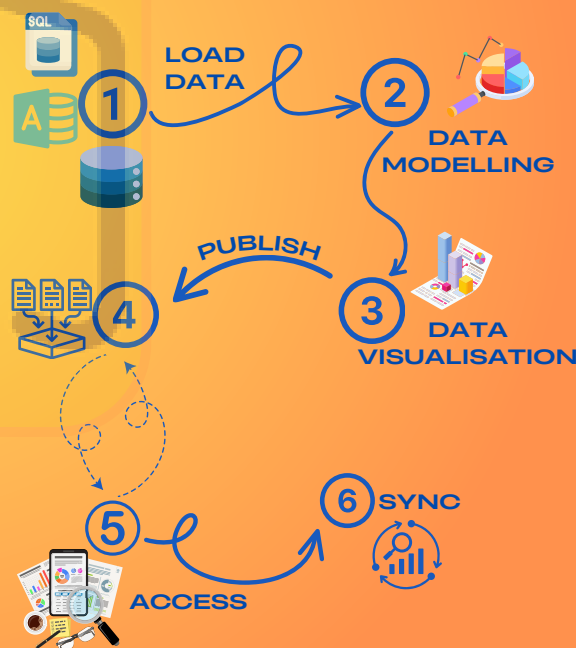 SQL
LOAD
DATA
1
A
2
DATA
MODELLING
PUBLISH
3
4
DATA
VISUALISATION
5
6
SYNC
ACCESS